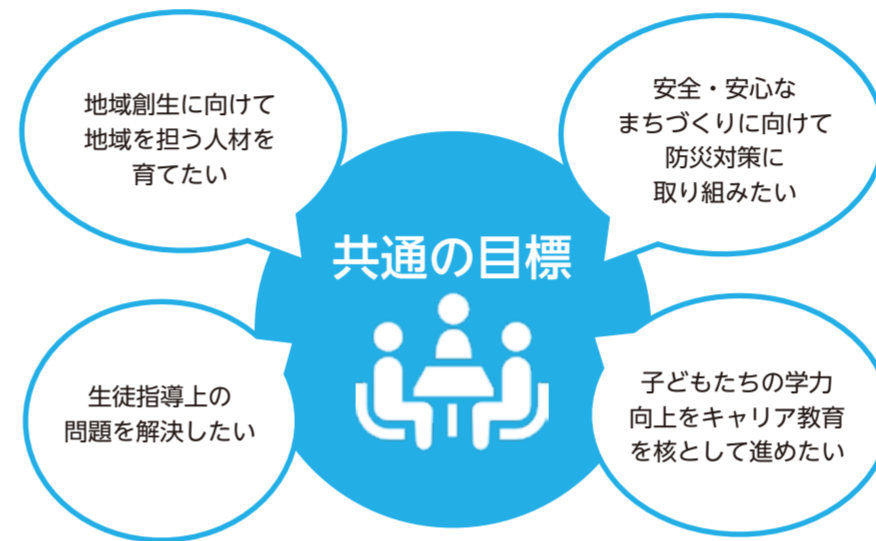 地域創生に向けて
地域を担う人材を
育てたい
安全・安心な
まちづくりに向けて
防災対策に
取り組みたい
共通の目標
生徒指導上の
問題を解決したい
子どもたちの学力
向上をキャリア教育
を核として進めたい